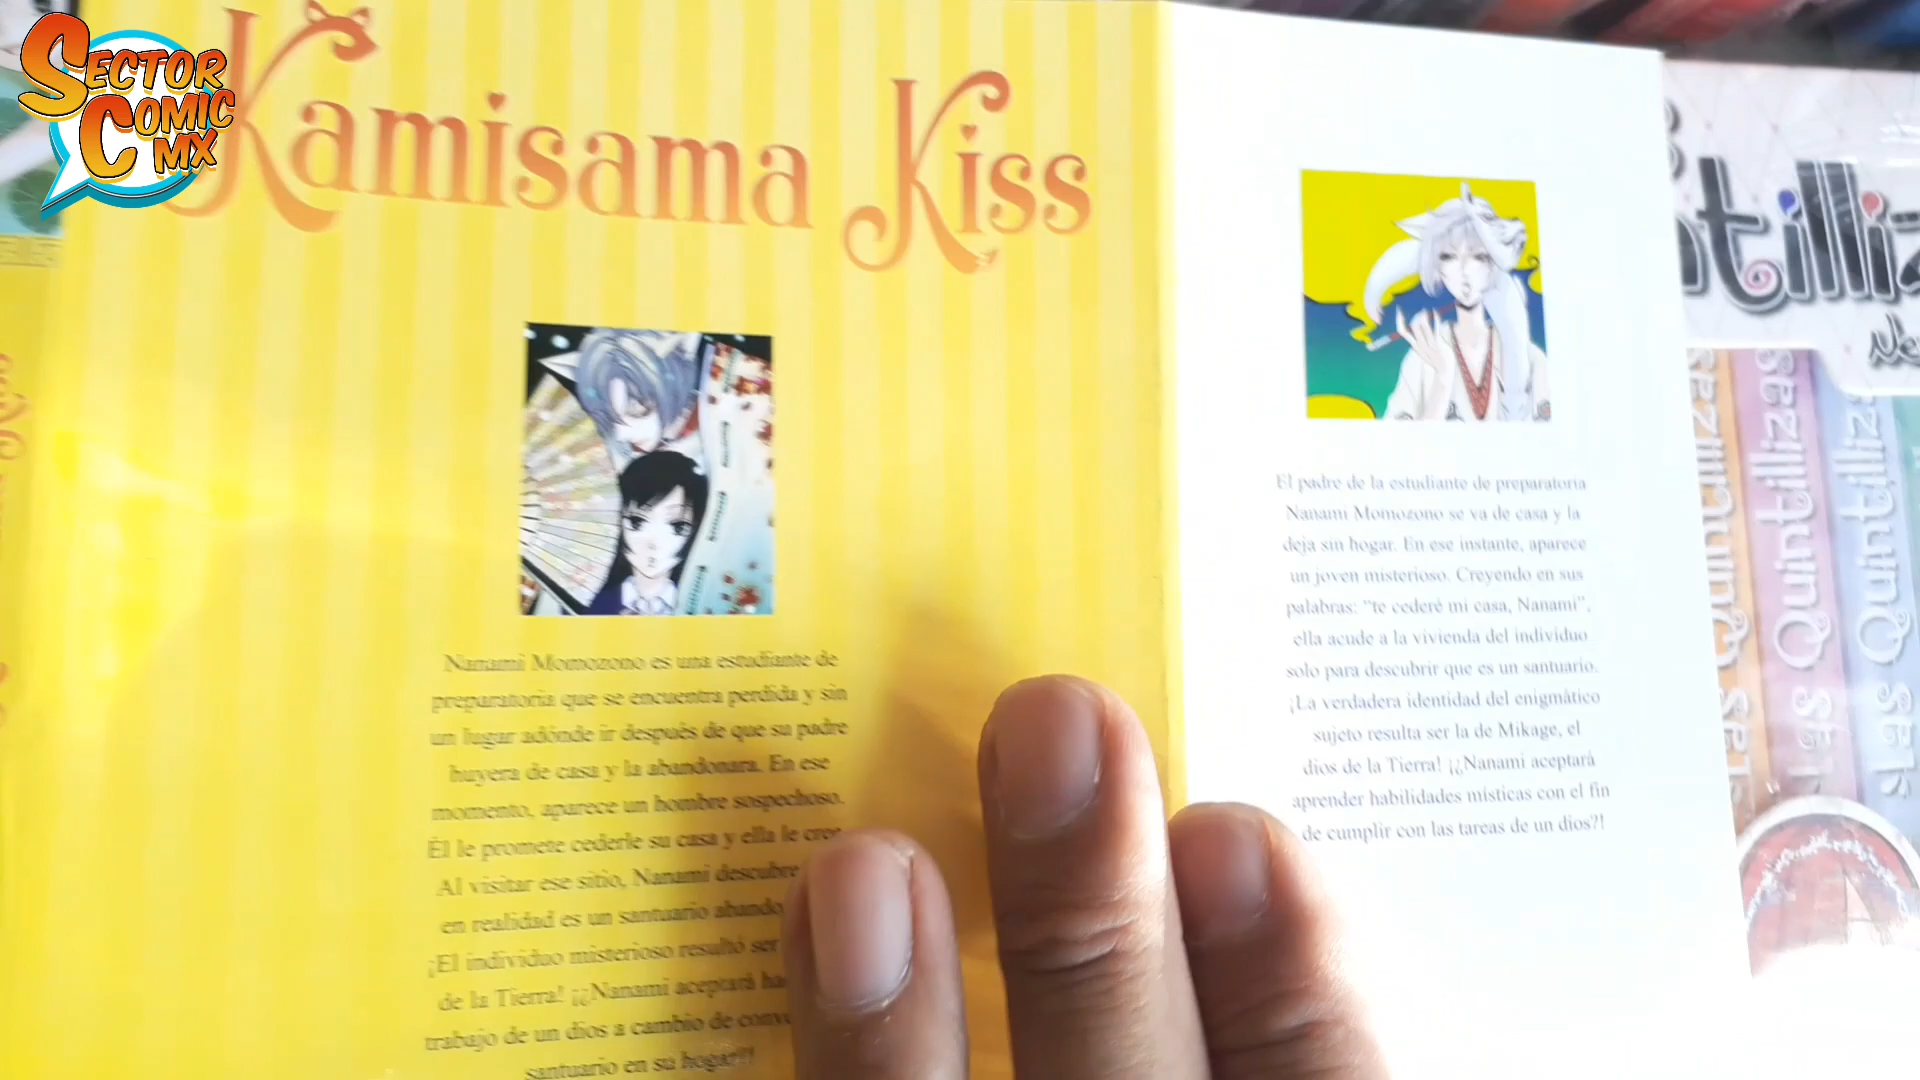 SECTOR
COMIC
MX
Kamisama Kiss
Nanami Momozono es una estudiante de
preparatoria que se encuentra perdida y sin
un lugar adónde ir después de que su padre
huyera de casa y la abandonara. En ese
momento, aparece un hombre sospechoso.
Él le promete cederle su casa y ella le cree
Al visitar ese sitio, Nanami descubre
en realidad es un santuario
¡El individuo misterioso resultó ser
de la Tierra! ¡¿Nanami aceptará
trabajo de un dios a cambio de
santuario en su hogar?!
El padre de la estudiante de preparatoria
Nanami Momozono se va de casa y la
deja sin hogar. En ese instante, aparece
un joven misterioso. Creyendo en sus
palabras: “te cederé mi casa, Nanami”,
ella acude a la vivienda del individuo
solo para descubrir que es un santuario.
¡La verdadera identidad del enigmático
sujeto resulta ser la de Mikage, el
dios de la Tierra! ¡¿Nanami aceptará
aprender habilidades místicas con el fin
de cumplir con las tareas de un dios?!
Quintillizas
Las Quintillizas
Las Quintillizas